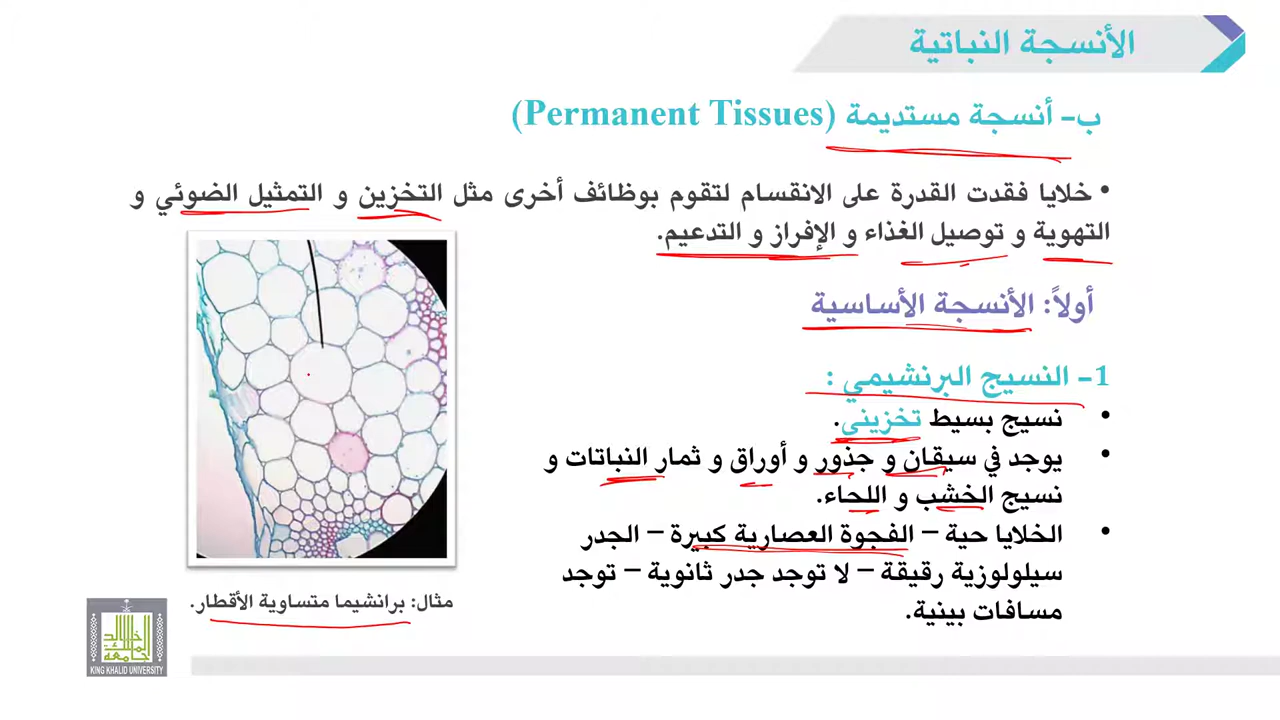 الأنسجة النباتية
ب- أنسجة مستديمة (Permanent Tissues)
• خلايا فقدت القدرة على الانقسام لتقوم بوظائف أخرى مثل التخزين و التمثيل الضوئي و
التهوية و توصيل الغذاء و الإفراز و التدعيم.
أولاً: الأنسجة الأساسية
1- النسيج البرنشيمي :
• نسيج بسيط تخزيني.
• يوجد في سيقان و جذور و أوراق و ثمار النباتات و
نسيج الخشب و اللحاء.
• الخلايا حية – الفجوة العصارية كبيرة – الجدر
سيلولوزية رقيقة – لا توجد جدر ثانوية – توجد
مسافات بينية.
مثال: برانشيما متساوية الأقطار.
جامعة الملك خالد
KING KHALID UNIVERSITY